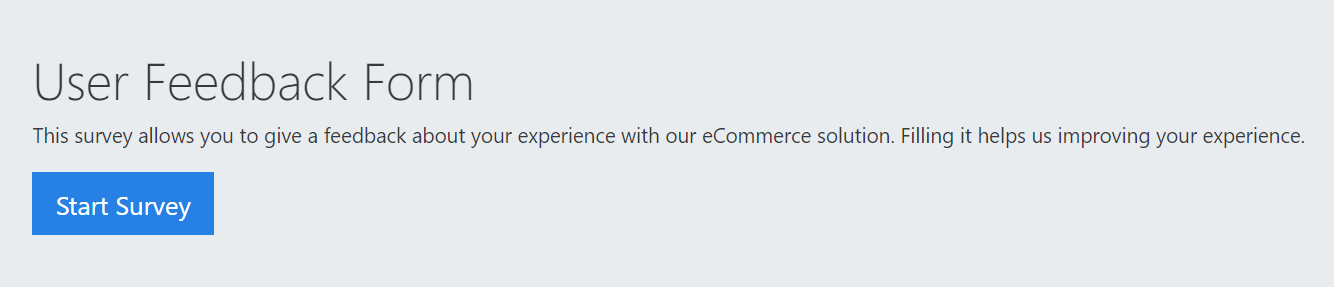 User Feedback Form
This survey allows you to give a feedback about your experience with our eCommerce solution. Filling it helps us improving your experience.
Start Survey